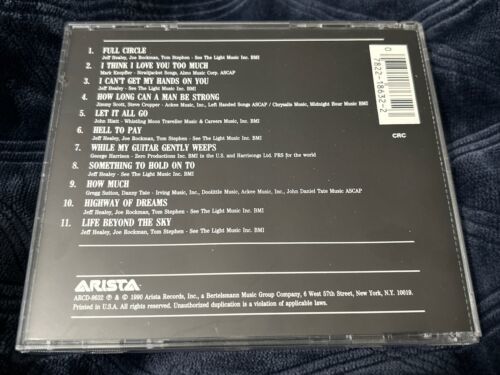 1. FULL CIRCLE
Jeff Healey, Joe Rockman, Tom Stephen - See The Light Music Inc. BMI
2. I THINK I LOVE YOU TOO MUCH
Mark Knopfler - Straitjacket Songs, Almo Music Corp. ASCAP
3. I CAN'T GET MY HANDS ON YOU
Jeff Healey - See The Light Music Inc. BMI
4. HOW LONG CAN A MAN BE STRONG
Jimmy Scott, Steve Cropper - Ackee Music, Inc., Left Handed Songs ASCAP / Chrysalis Music, Midnight Hour Music BMI
5. LET IT ALL GO
John Hiatt - Whistling Moon Traveller Music & Careers Music, Inc. BMI
6. HELL TO PAY
Jeff Healey, Joe Rockman, Tom Stephen - See The Light Music Inc. BMI
7. WHILE MY GUITAR GENTLY WEEPS
George Harrison - Zero Productions Inc. BMI in the U.S. and Harrisongs Ltd. PRS for the world
8. SOMETHING TO HOLD ON TO
Jeff Healey - See The Light Music Inc. BMI
9. HOW MUCH
Gregg Sutton, Danny Tate - Irving Music, Inc., Doolittle Music, Ackee Music, Inc., John Daniel Tate Music ASCAP
10. HIGHWAY OF DREAMS
Jeff Healey, Joe Rockman, Tom Stephen - See The Light Music Inc. BMI
11. LIFE BEYOND THE SKY
Jeff Healey, Joe Rockman, Tom Stephen - See The Light Music Inc. BMI
0 7822-18632-2
CRC
ARISTA
ARCD-8632 ℗ & © 1990 Arista Records, Inc., a Bertelsmann Music Group Company, 6 West 57th Street, New York, N.Y. 10019.
Printed in U.S.A. All rights reserved. Unauthorized duplication is a violation of applicable laws.